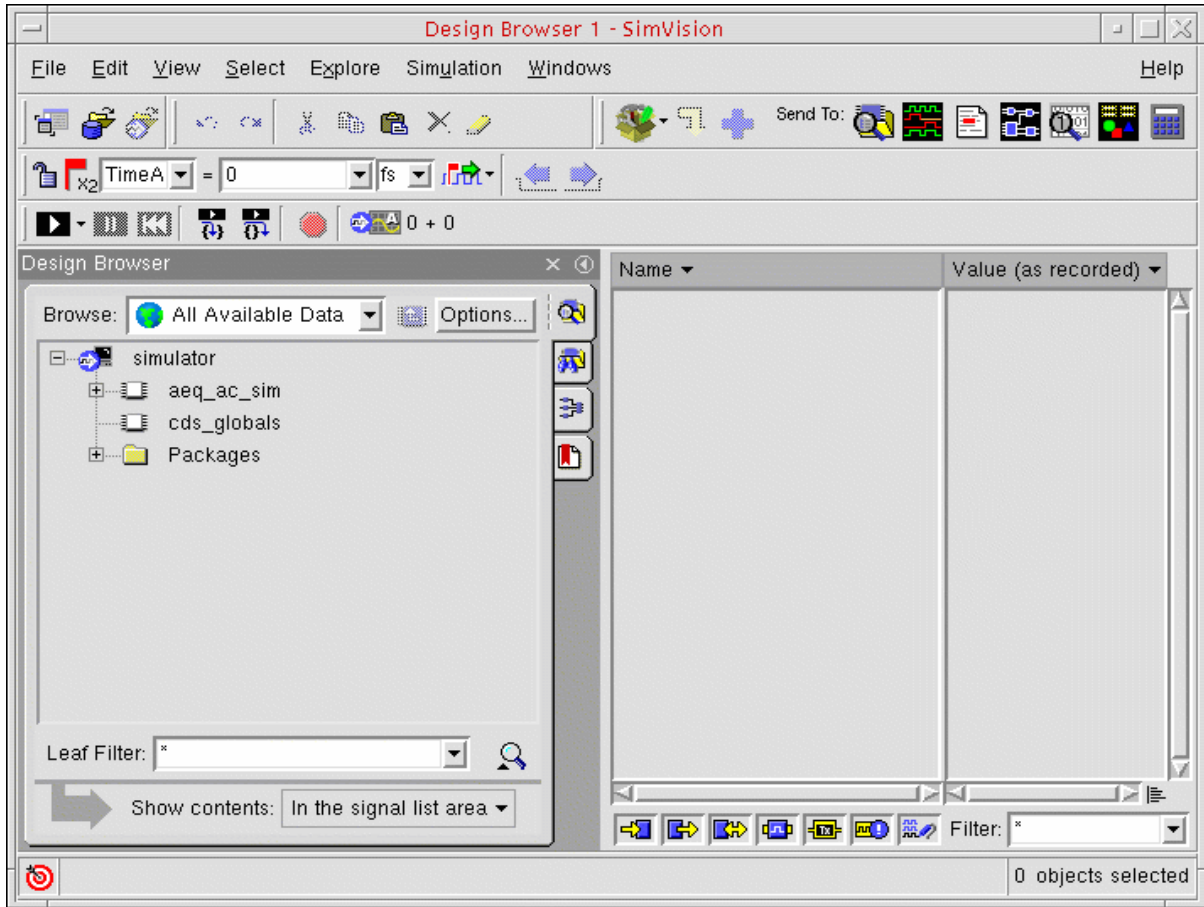 Design Browser 1 - SimVision
File Edit View Select Explore Simulation Windows Help
Send To:
X2 TimeA = 0 fs
0 + 0
Design Browser
Name Value (as recorded)
Browse: All Available Data Options...
simulator
aeq_ac_sim
cds_globals
Packages
Leaf Filter: *
Show contents: In the signal list area
Filter: *
0 objects selected